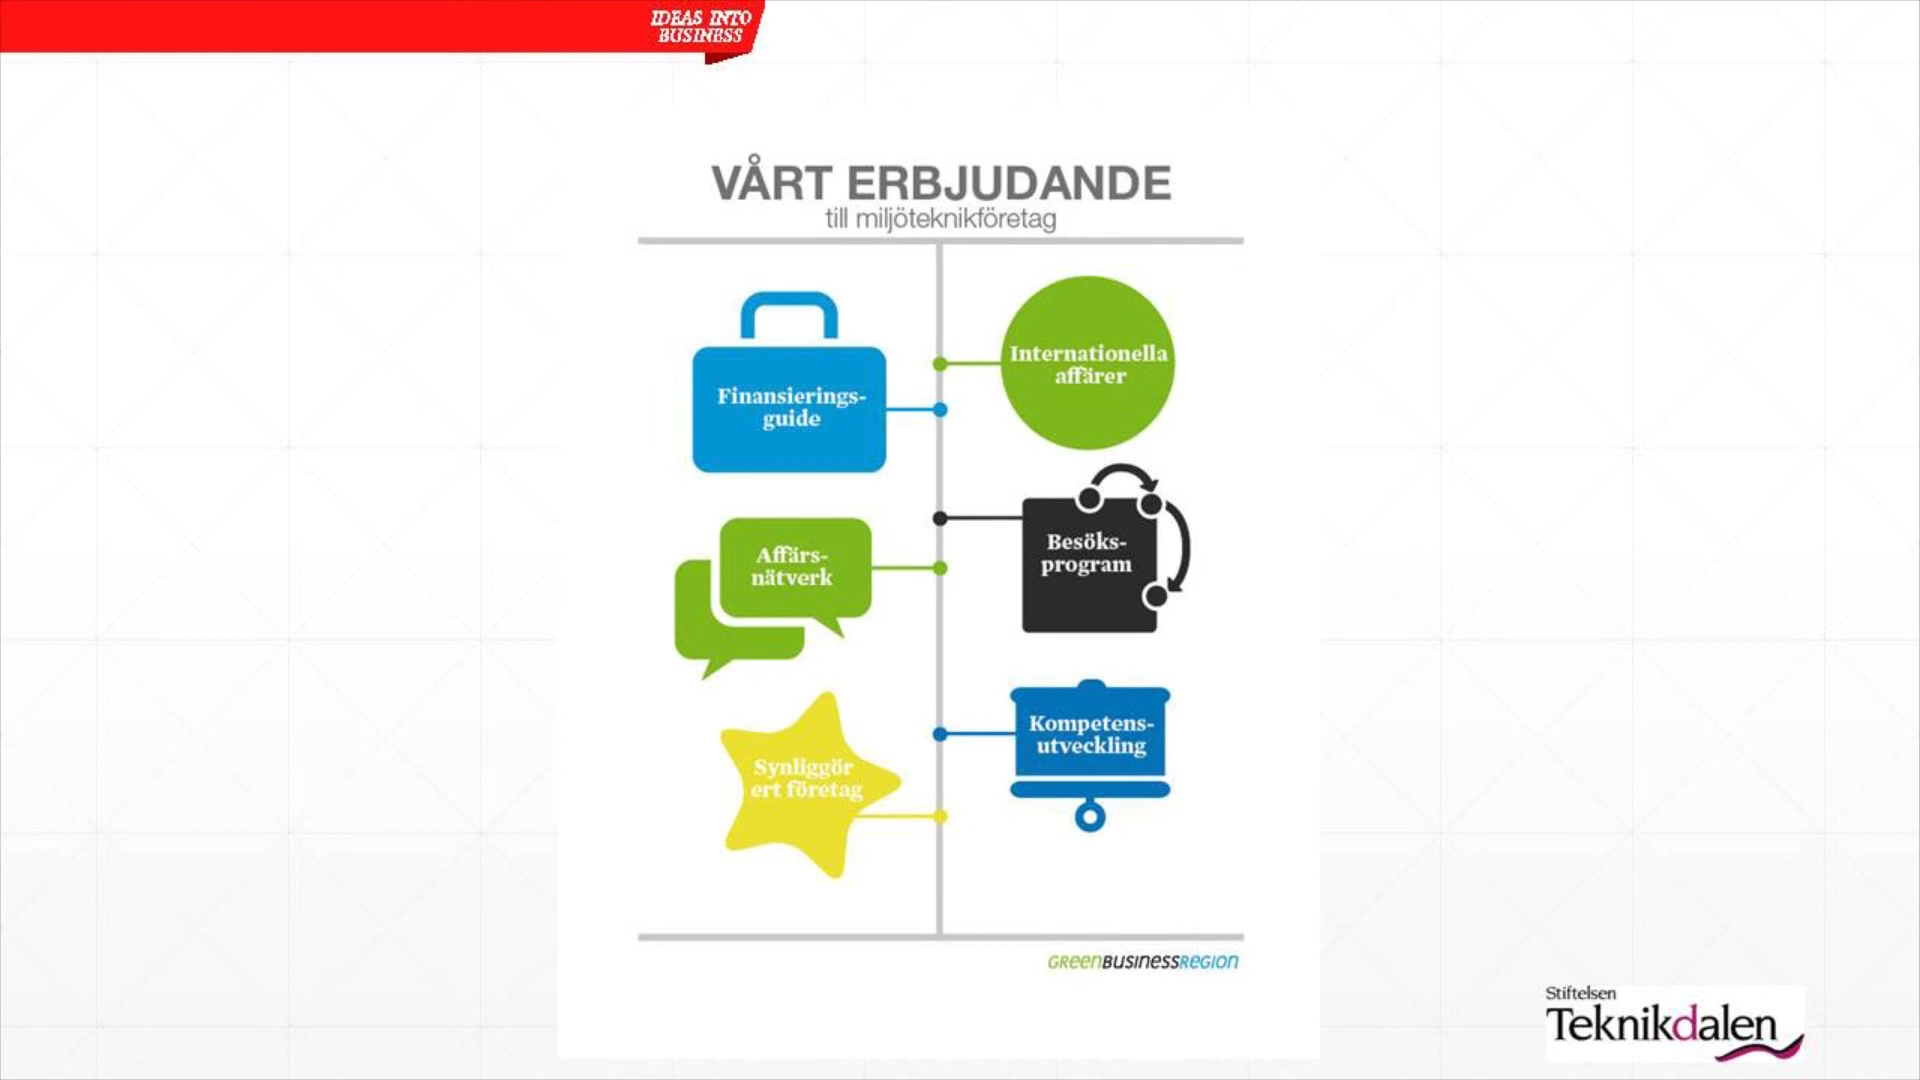 IDEAS INTO
BUSINESS
VÅRT ERBJUDANDE
till miljöteknikföretag
Finansierings-
guide
Internationella
affärer
Affärs-
nätverk
Besöks-
program
Synliggör
ert företag
Kompetens-
utveckling
GREENBUSINESSREGION
Stiftelsen
Teknikdalen